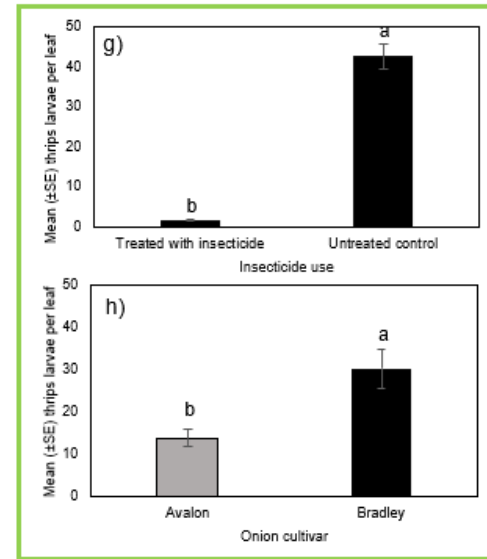 g)
Mean (±SE) thrips larvae per leaf
50
40
30
20
10
0
a
b
Treated with insecticide Untreated control
Insecticide use
h)
Mean (±SE) thrips larvae per leaf
50
40
30
20
10
0
a
b
Avalon Bradley
Onion cultivar